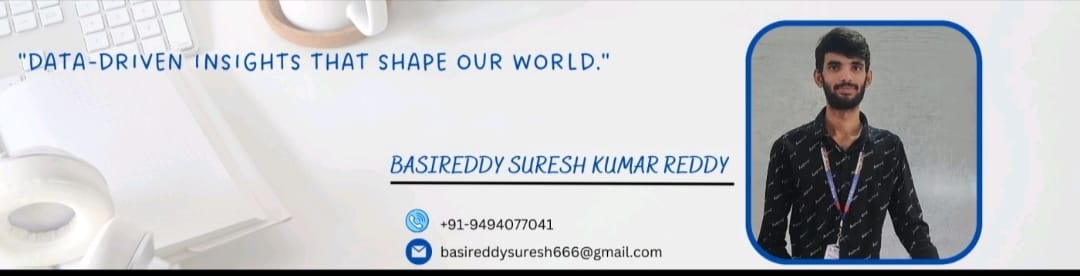 "DATA-DRIVEN INSIGHTS THAT SHAPE OUR WORLD."
BASIREDDY SURESH KUMAR REDDY
+91-9494077041
basireddysuresh666@gmail.com